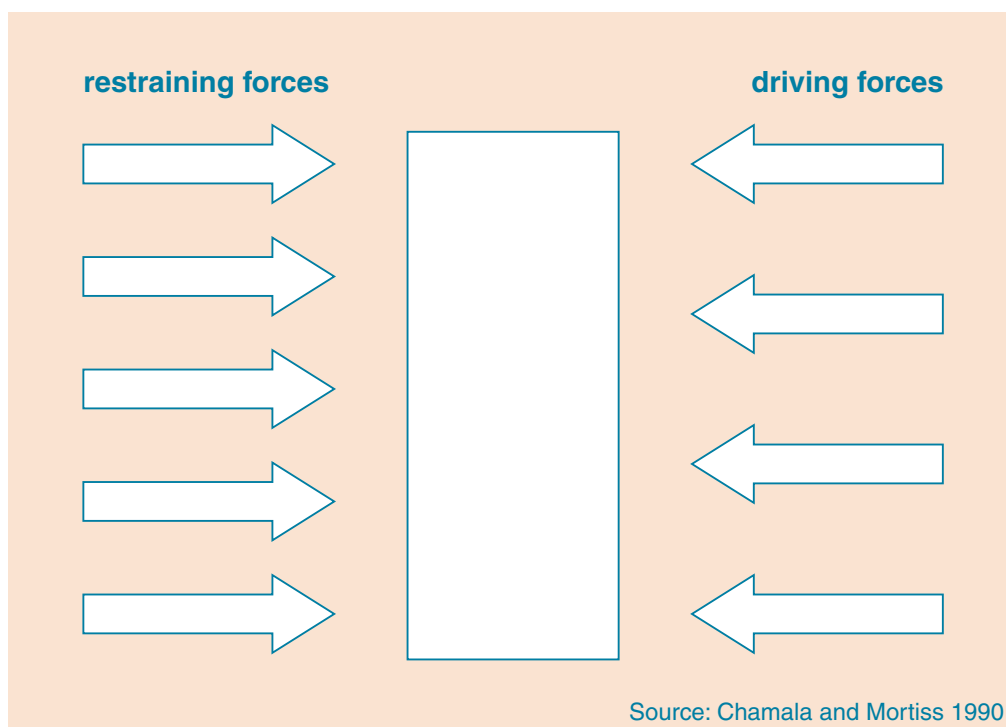 restraining forces
driving forces
Source: Chamala and Mortiss 1990